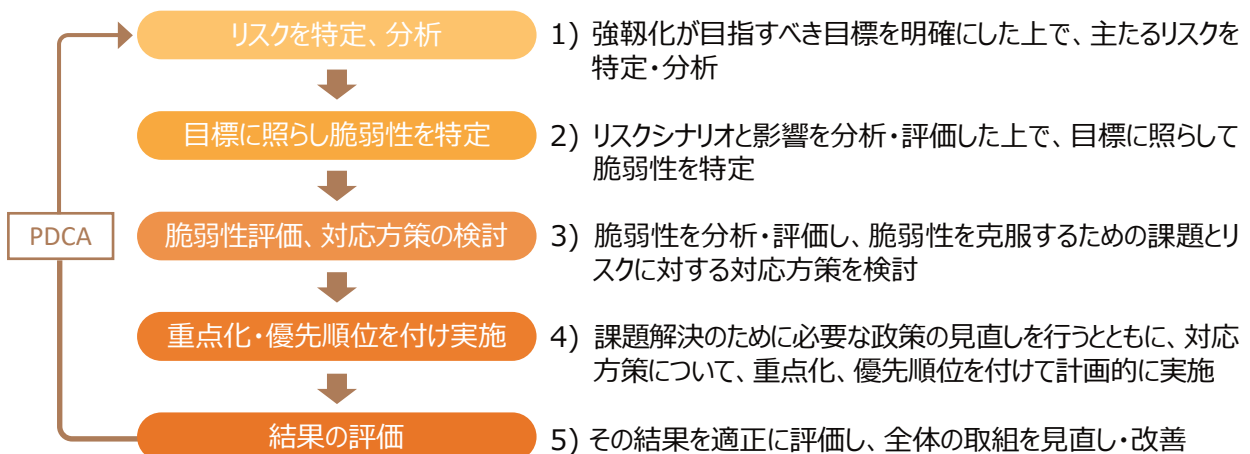 リスクを特定、分析
1) 強靱化が目指すべき目標を明確にした上で、主たるリスクを
特定・分析
目標に照らし脆弱性を特定
2) リスクシナリオと影響を分析・評価した上で、目標に照らして
脆弱性を特定
PDCA
脆弱性評価、対応方策の検討
3) 脆弱性を分析・評価し、脆弱性を克服するための課題とリ
スクに対する対応方策を検討
重点化・優先順位を付け実施
4) 課題解決のために必要な政策の見直しを行うとともに、対応
方策について、重点化、優先順位を付けて計画的に実施
結果の評価
5) その結果を適正に評価し、全体の取組を見直し・改善